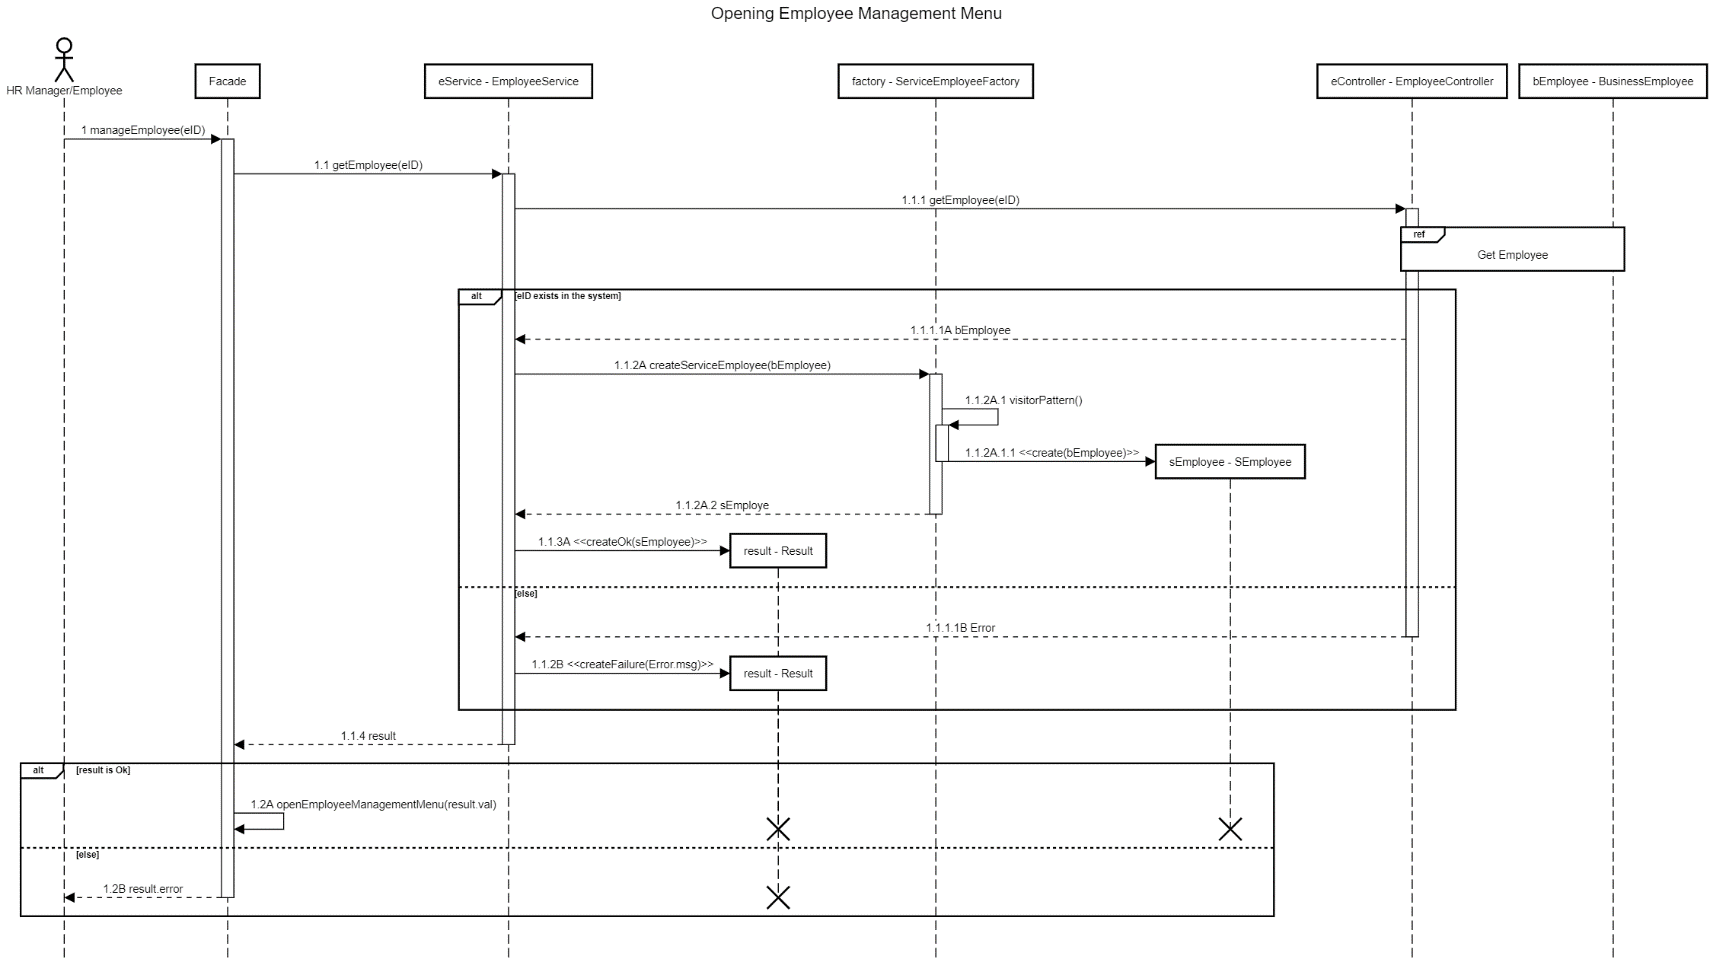 Opening Employee Management Menu
HR Manager/Employee
Facade
eService - EmployeeService
factory - ServiceEmployeeFactory
eController - EmployeeController
bEmployee - BusinessEmployee
1 manageEmployee(eID)
1.1 getEmployee(eID)
1.1.1 getEmployee(eID)
ref
Get Employee
alt
[eID exists in the system]
1.1.1.1A bEmployee
1.1.2A createServiceEmployee(bEmployee)
1.1.2A.1 visitorPattern()
1.1.2A.1.1 <<create(bEmployee)>>
sEmployee - SEmployee
1.1.2A.2 sEmploye
1.1.3A <<createOk(sEmployee)>>
result - Result
[else]
1.1.1.1B Error
1.1.2B <<createFailure(Error.msg)>>
result - Result
1.1.4 result
alt
[result is Ok]
1.2A openEmployeeManagementMenu(result.val)
[else]
1.2B result.error